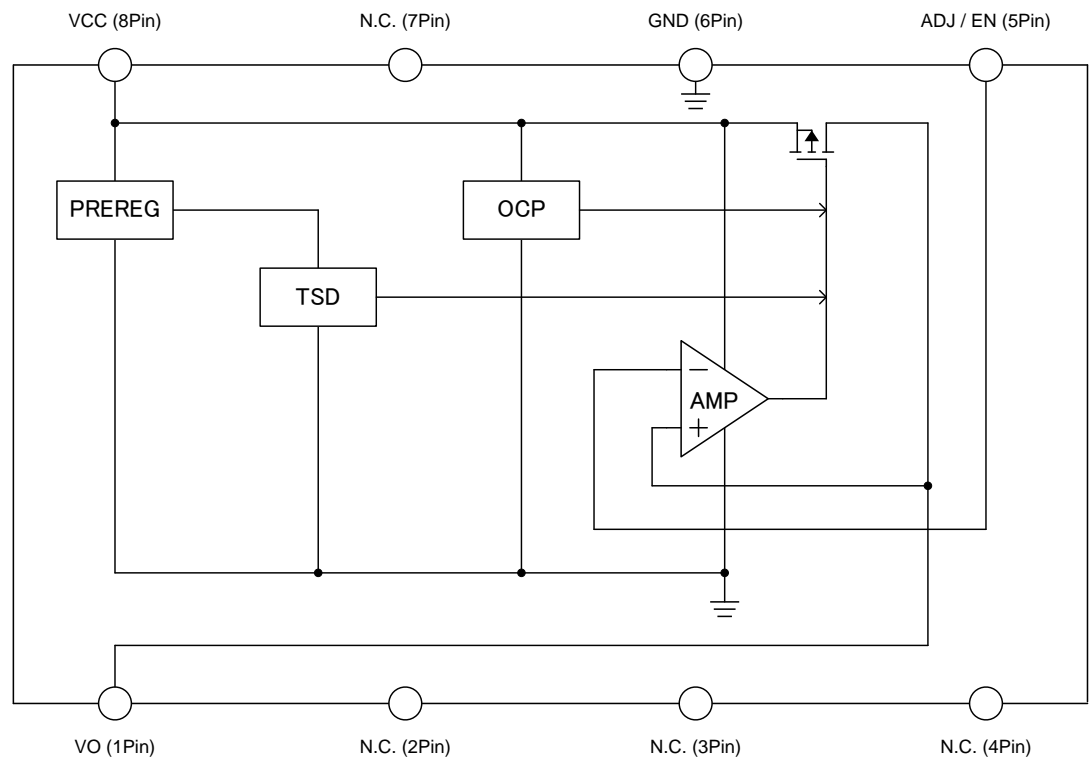 VCC (8Pin)
N.C. (7Pin)
GND (6Pin)
ADJ / EN (5Pin)
PREREG
OCP
TSD
−
AMP
+
VO (1Pin)
N.C. (2Pin)
N.C. (3Pin)
N.C. (4Pin)